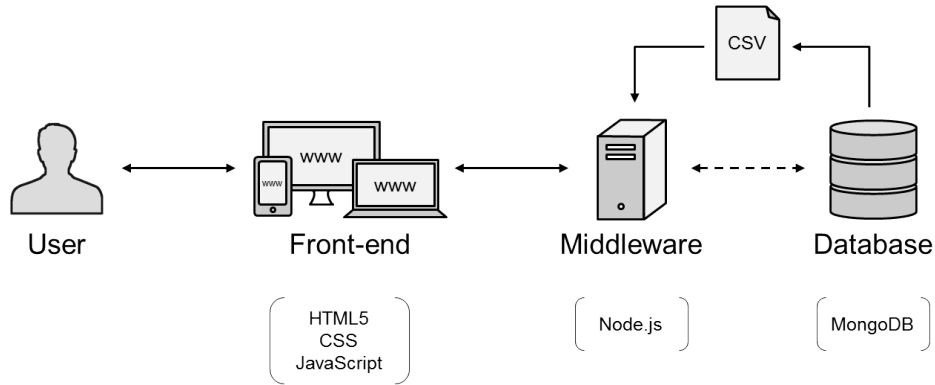 CSV
www
www
www
User
Front-end
Middleware
Database
HTML5
CSS
JavaScript
Node.js
MongoDB